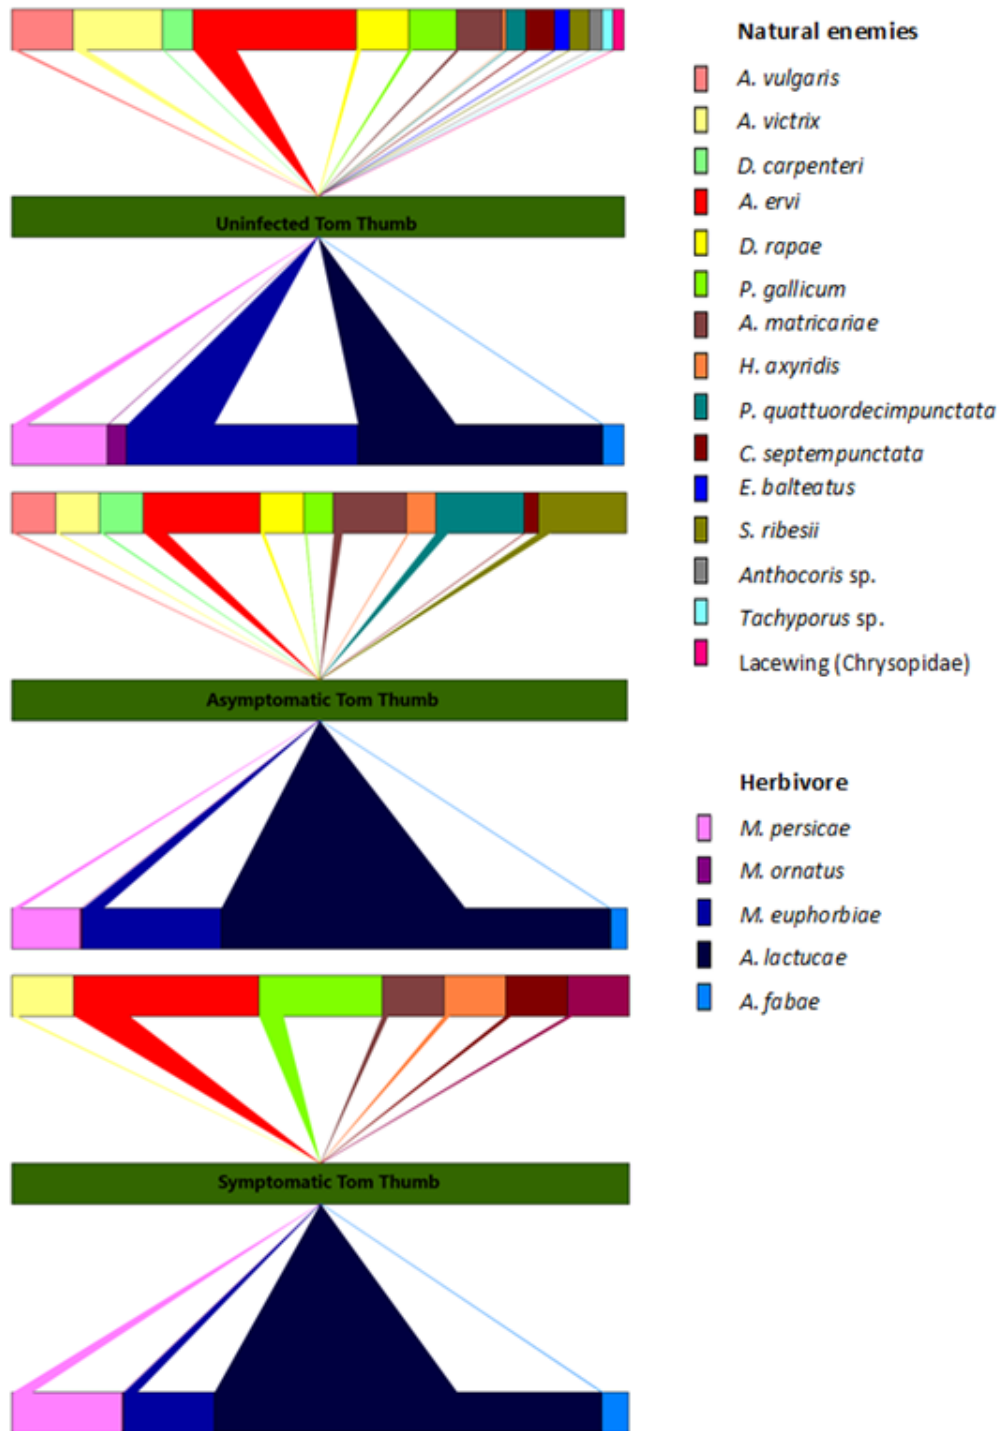 Natural enemies
A. vulgaris
A. victrix
D. carpenteri
A. ervi
D. rapae
P. gallicum
A. matricariae
H. axyridis
P. quattuordecimpunctata
C. septempunctata
E. balteatus
S. ribesii
Anthocoris sp.
Tachyporus sp.
Lacewing (Chrysopidae)
Herbivore
M. persicae
M. ornatus
M. euphorbiae
A. lactucae
A. fabae
Uninfected Tom Thumb
Asymptomatic Tom Thumb
Symptomatic Tom Thumb